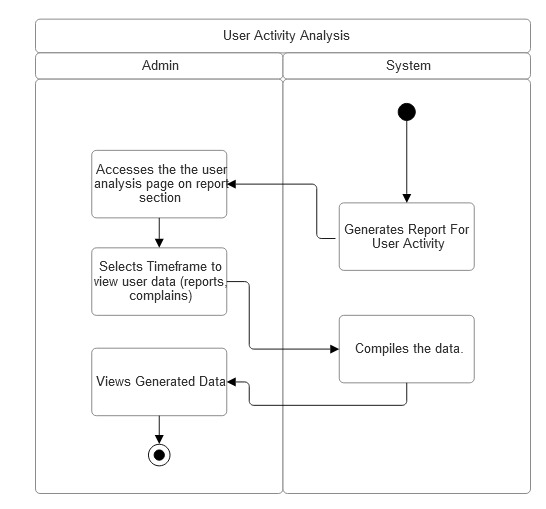 User Activity Analysis
Admin
System
Accesses the the user
analysis page on report
section
Generates Report For
User Activity
Selects Timeframe to
view user data (reports,
complains)
Compiles the data.
Views Generated Data